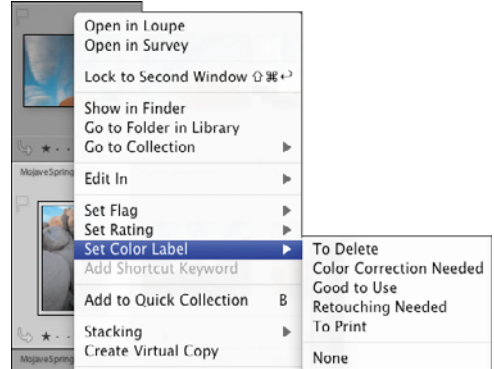 Open in Loupe
Open in Survey
Lock to Second Window ⇧⌘↩
Show in Finder
Go to Folder in Library
Go to Collection ▶
Edit In ▶
Set Flag ▶
Set Rating ▶
Set Color Label ▶
Add Shortcut Keyword
Add to Quick Collection B
Stacking ▶
Create Virtual Copy
To Delete
Color Correction Needed
Good to Use
Retouching Needed
To Print
None
MojaveSpring
MojaveSpring